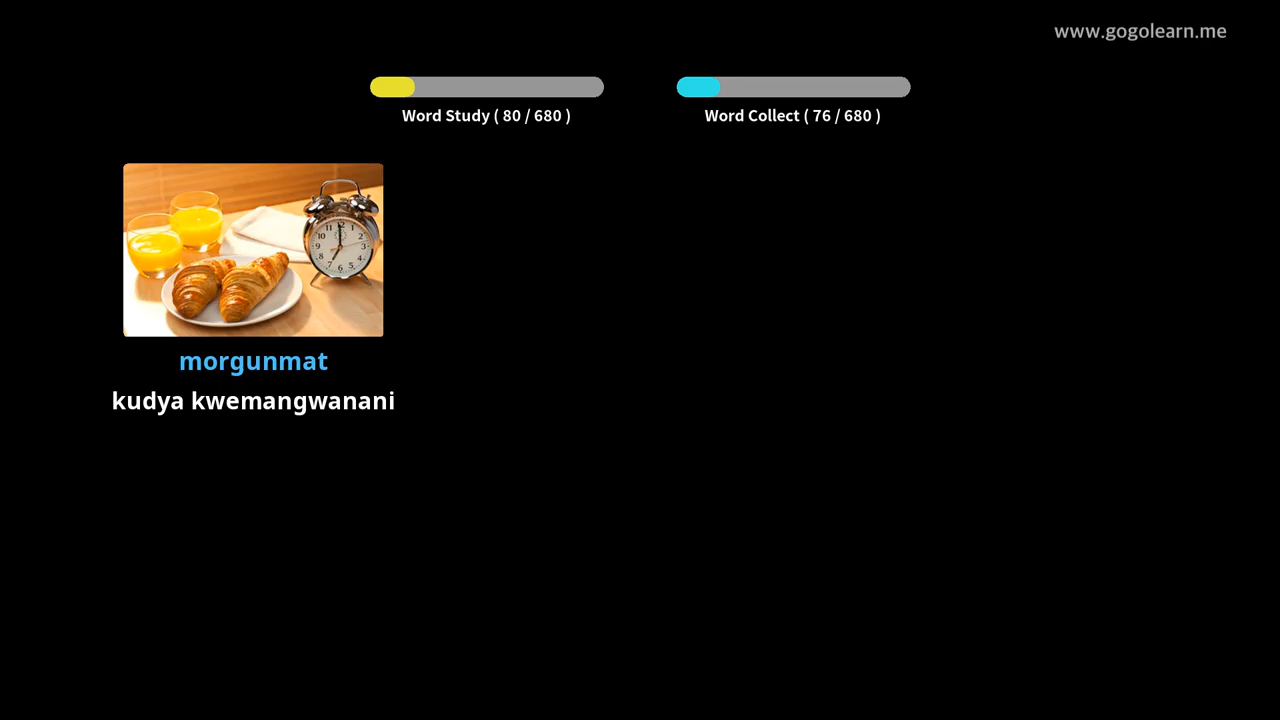 www.gogolearn.me
Word Study ( 80 / 680 )
Word Collect ( 76 / 680 )
morgunmat
kudya kwemangwanani